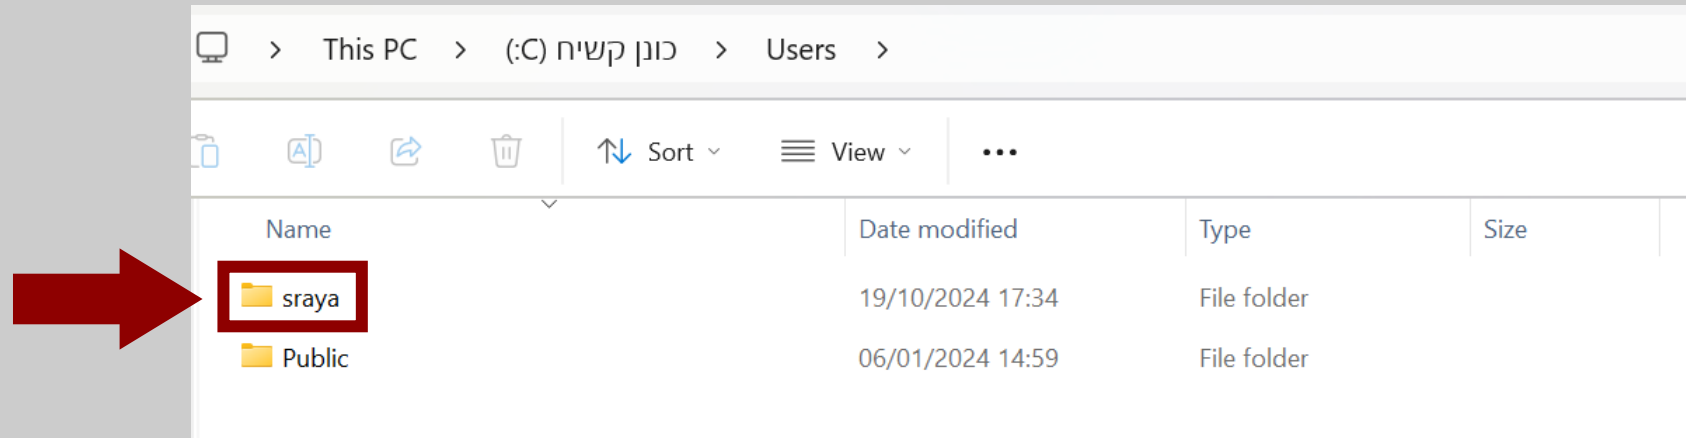 This PC > כונן קשיח (C:) > Users >
Sort View
Name Date modified Type Size
sraya 19/10/2024 17:34 File folder
Public 06/01/2024 14:59 File folder